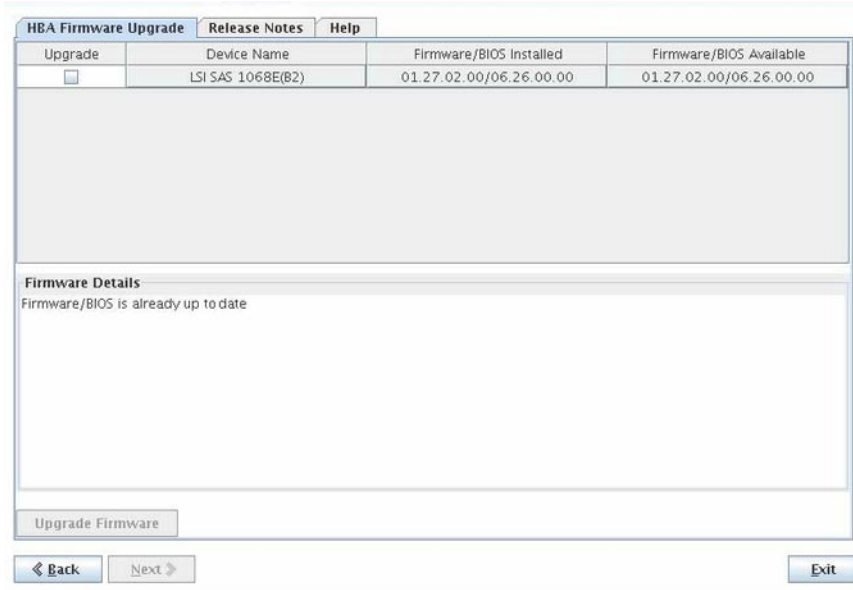 HBA Firmware Upgrade Release Notes Help
Upgrade Device Name Firmware/BIOS Installed Firmware/BIOS Available
LSI SAS 1068E(B2) 01.27.02.00/06.26.00.00 01.27.02.00/06.26.00.00
Firmware Details
Firmware/BIOS is already up to date
Upgrade Firmware
Back Next Exit